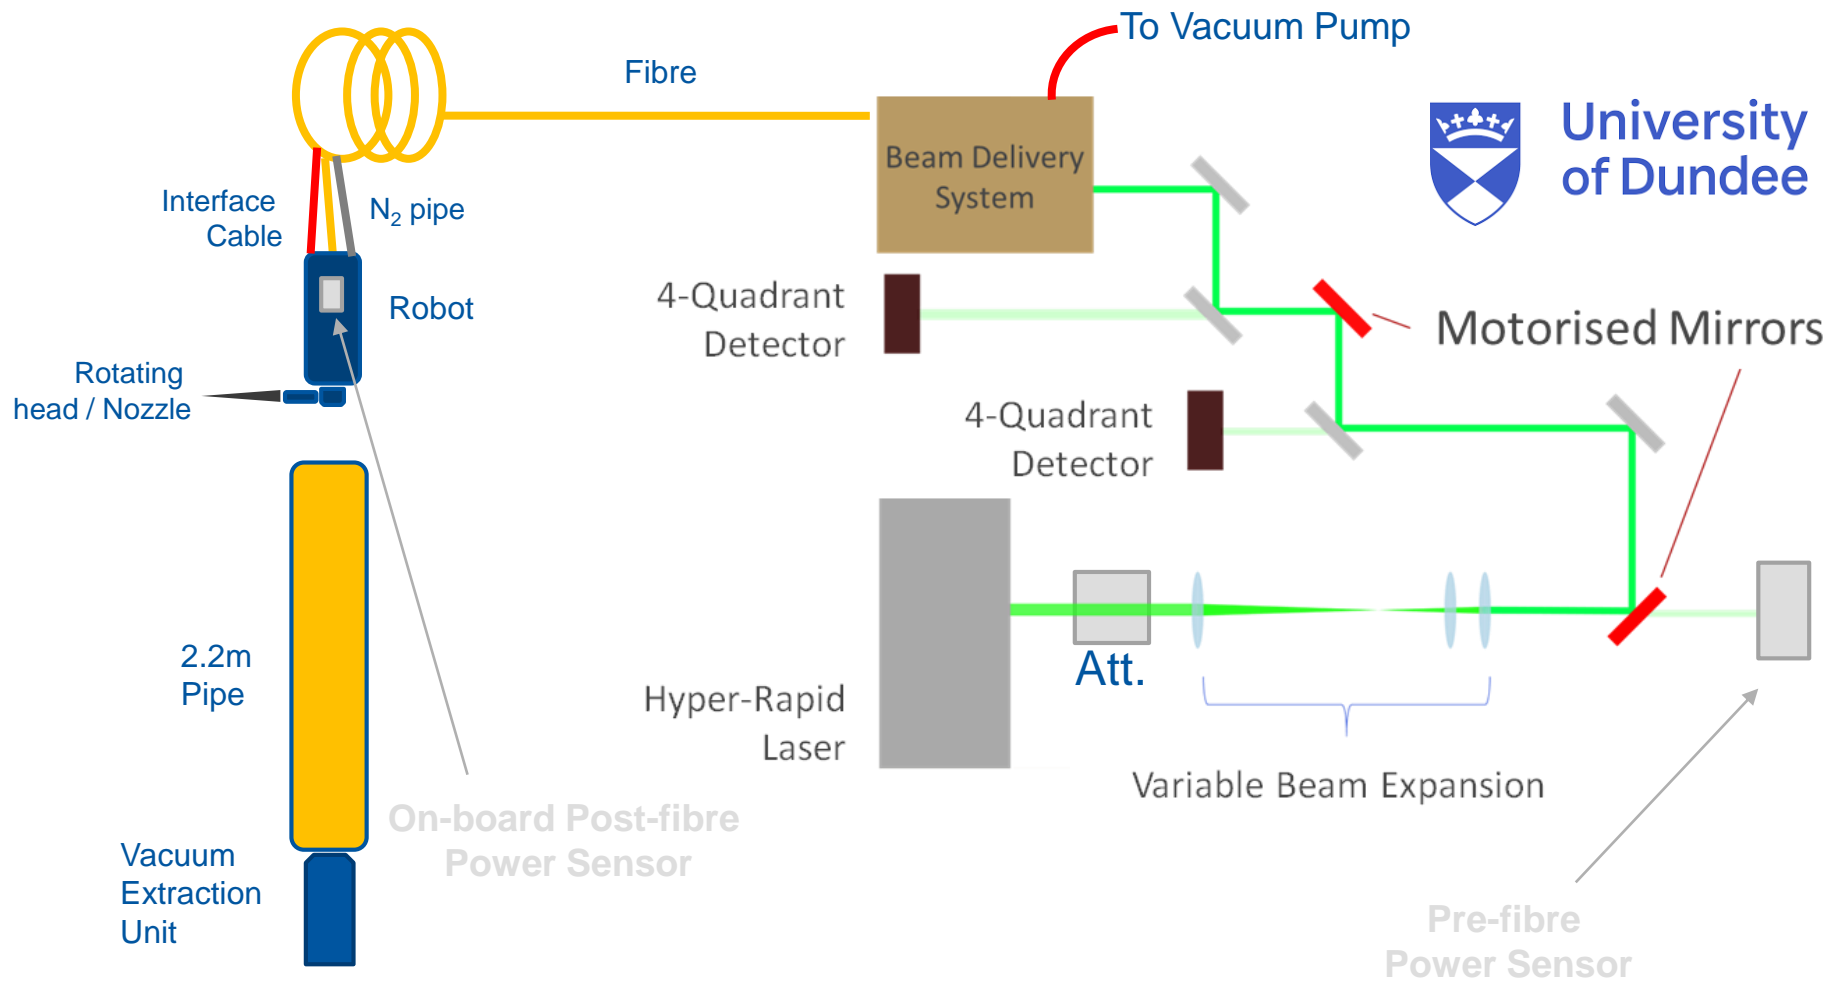 To Vacuum Pump
Fibre
University
of Dundee
Beam Delivery
System
Interface
Cable
N₂ pipe
4-Quadrant
Detector
Robot
Motorised Mirrors
Rotating
head / Nozzle
4-Quadrant
Detector
2.2m
Pipe
Att.
Hyper-Rapid
Laser
Variable Beam Expansion
On-board Post-fibre
Power Sensor
Vacuum
Extraction
Unit
Pre-fibre
Power Sensor